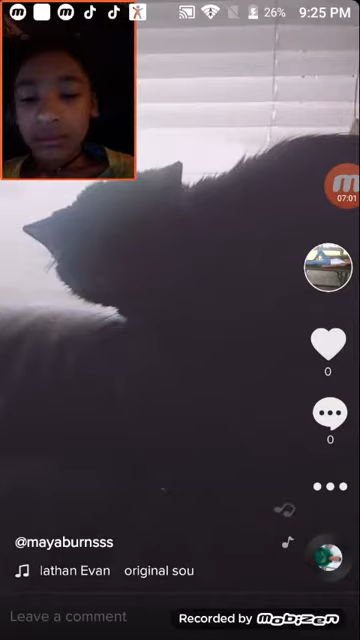 26% 9:25 PM
07:01
0
0
@mayaburnsss
lathan Evan original sou
Leave a comment
Recorded by mobizen